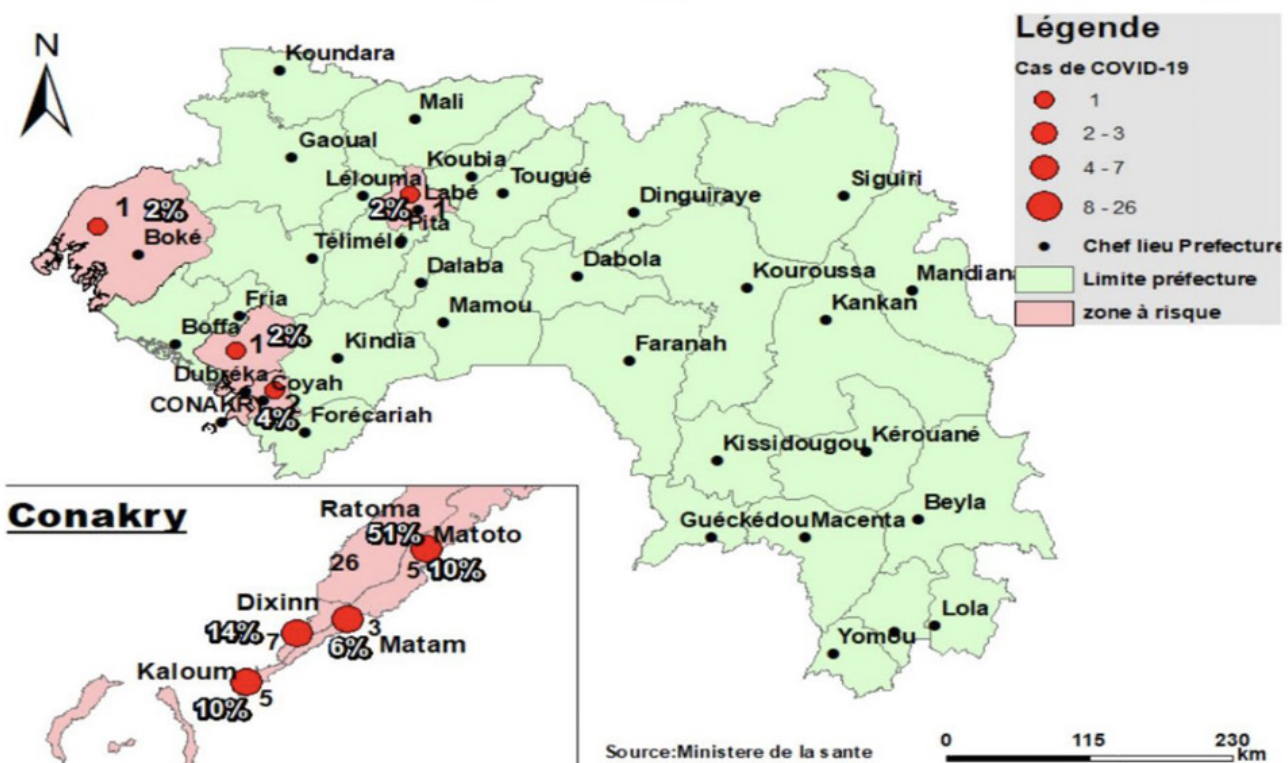 N
Koundara
Mali
Gaoual
Koubia
Lélouma
Tougué
Labé
2%
1
Pita
Dinguiraye
Siguiri
1 2%
Boké
Télimélé
Dalaba
Dabola
Kouroussa
Mandian
Kankan
Mamou
Fria
Boffa
1 2%
Kindia
Faranah
Dubréka
Coyah
2
CONAKR
4%
Forécariah
Kissidougou
Kérouané
Beyla
Guéckédou
Macenta
Lola
Yomou
Légende
Cas de COVID-19
1
2 - 3
4 - 7
8 - 26
Chef lieu Prefecture
Limite préfecture
zone à risque
Conakry
Ratoma
51%
Matoto
26
5 10%
Dixinn
14% 7
3
6% Matam
Kaloum
5
10%
Source:Ministere de la sante
0 115 230
km